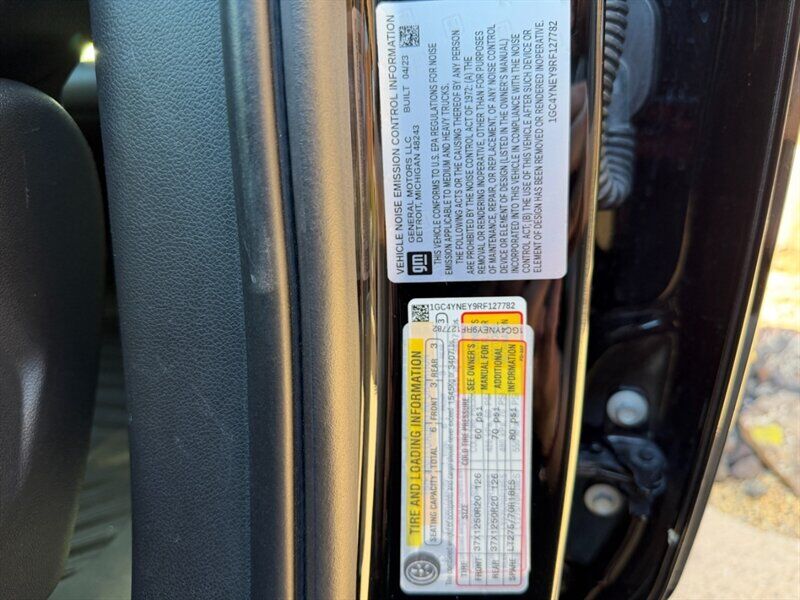 VEHICLE NOISE EMISSION CONTROL INFORMATION
gm
GENERAL MOTORS LLC BUILT 04/23
DETROIT, MICHIGAN 48243
THIS VEHICLE CONFORMS TO U.S. EPA REGULATIONS FOR NOISE
EMISSION APPLICABLE TO MEDIUM AND HEAVY TRUCKS.
THE FOLLOWING ACTS OR THE CAUSING THEREOF BY ANY PERSON
ARE PROHIBITED BY THE NOISE CONTROL ACT OF 1972: (A) THE
REMOVAL OR RENDERING INOPERATIVE, OTHER THAN FOR PURPOSES
OF MAINTENANCE, REPAIR, OR REPLACEMENT, OF ANY NOISE CONTROL
DEVICE OR ELEMENT OF DESIGN (LISTED IN THE OWNER'S MANUAL)
INCORPORATED INTO THIS VEHICLE IN COMPLIANCE WITH THE NOISE
CONTROL ACT; (B) THE USE OF THIS VEHICLE AFTER SUCH DEVICE OR
ELEMENT OF DESIGN HAS BEEN REMOVED OR RENDERED INOPERATIVE.
1GC4YNEY9RF127782
1GC4YNEY9RF127782
1GC4YNEY9RF127782
TIRE AND LOADING INFORMATION
SEATING CAPACITY TOTAL 6 FRONT 3 REAR 3
TIRE SIZE COLD TIRE PRESSURE
FRONT 37X1250R20 126 60 psi
REAR 37X1250R20 126 70 psi
SPARE LT275/70R18ES 80 psi
SEE OWNER'S
MANUAL FOR
ADDITIONAL
INFORMATION